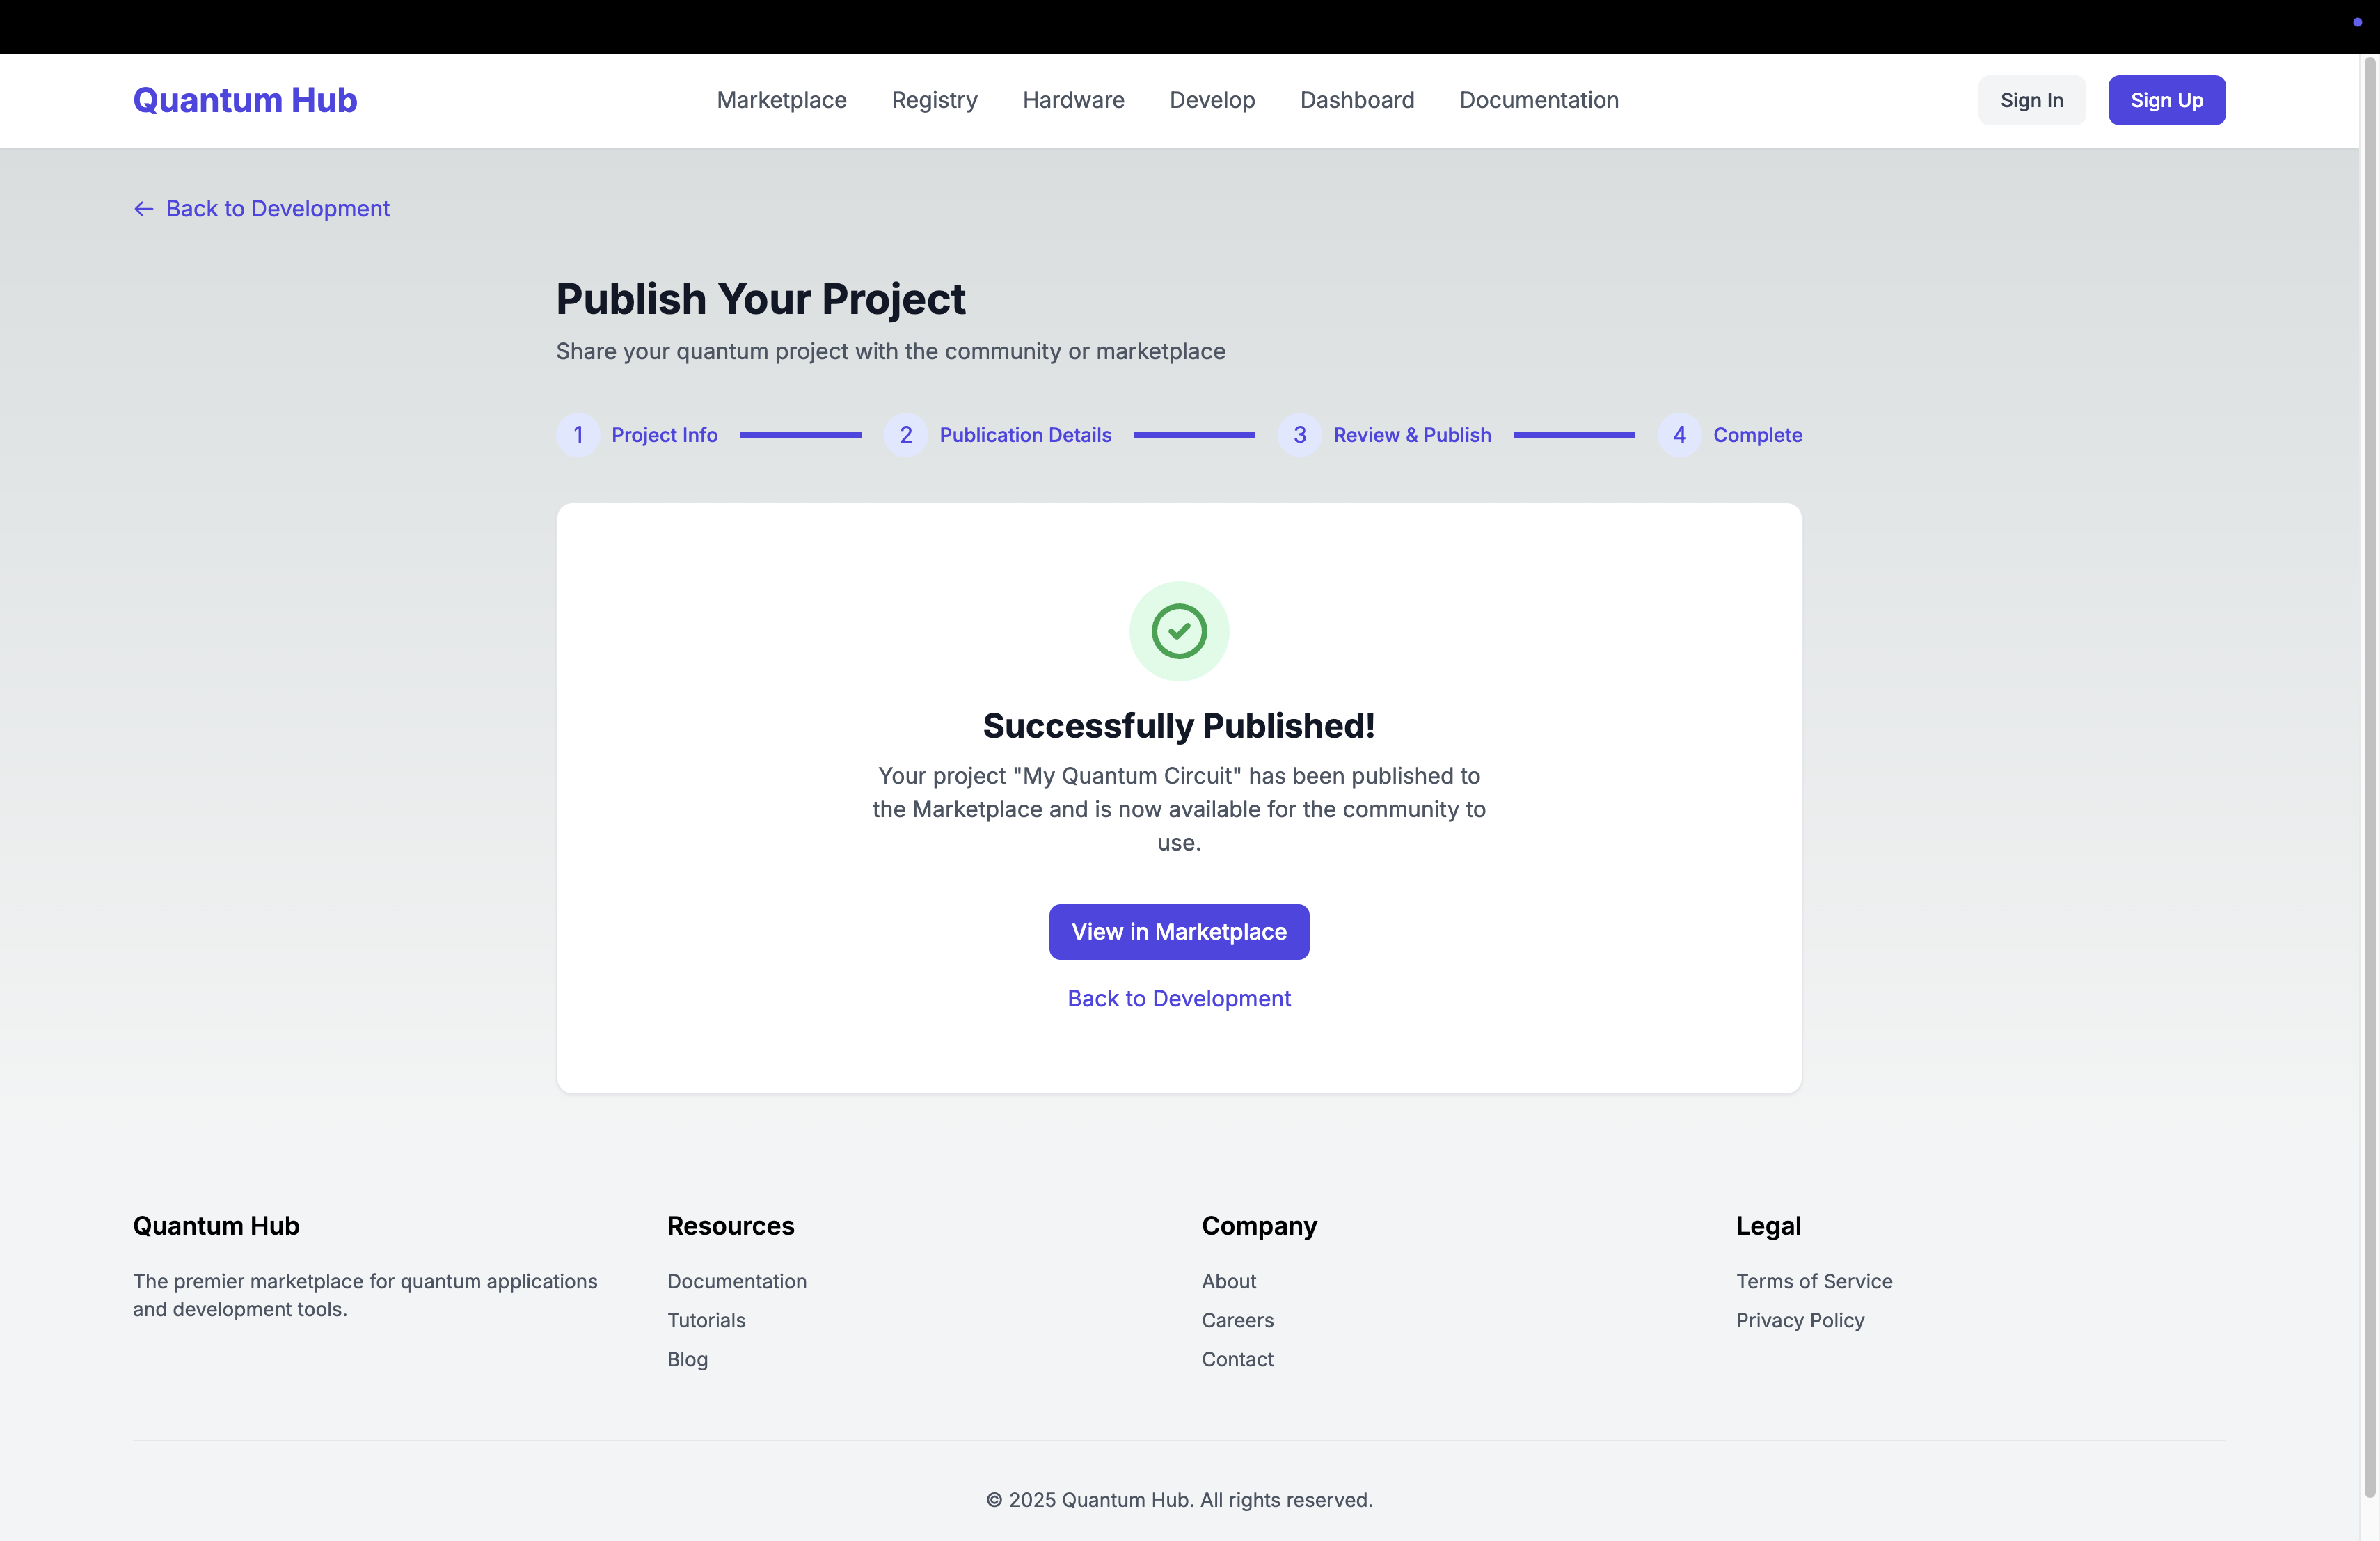 Quantum Hub
Marketplace
Registry
Hardware
Develop
Dashboard
Documentation
Sign In
Sign Up
← Back to Development
Publish Your Project
Share your quantum project with the community or marketplace
1 Project Info
2 Publication Details
3 Review & Publish
4 Complete
Successfully Published!
Your project "My Quantum Circuit" has been published to
the Marketplace and is now available for the community to
use.
View in Marketplace
Back to Development
Quantum Hub
The premier marketplace for quantum applications
and development tools.
Resources
Documentation
Tutorials
Blog
Company
About
Careers
Contact
Legal
Terms of Service
Privacy Policy
© 2025 Quantum Hub. All rights reserved.